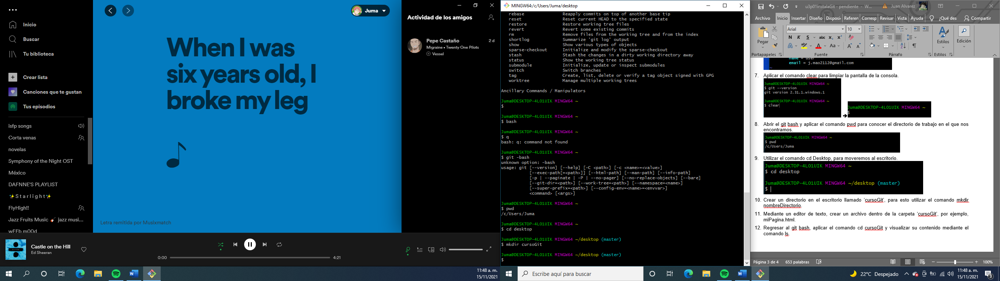 Inicio
Buscar
Tu biblioteca
Crear lista
Canciones que te gustan
Tus episodios
isfp songs
Corta venas
novelas
Symphony of the Night OST
México
DAFNNE'S PLAYLIST
✨S t a r l i g h t✨
FlyHigh!!
Jazz Fruits Music 🎸 jazz musi...
wEEb m00d
Juma
When I was
six years old, I
broke my leg
Letra remitida por Musixmatch
Actividad de los amigos
Pepe Castaño
2 d
Migraine • Twenty One Pilots
Vessel
Castle on the Hill
Ed Sheeran
0:00
4:21
11:48 a. m.
15/11/2021
MINGW64:/c/Users/Juma/desktop
rebase Reapply commits on top of another base tip
reset Reset current HEAD to the specified state
restore Restore working tree files
revert Revert some existing commits
rm Remove files from the working tree and from the index
shortlog Summarize 'git log' output
show Show various types of objects
sparse-checkout Initialize and modify the sparse-checkout
stash Stash the changes in a dirty working directory away
status Show the working tree status
submodule Initialize, update or inspect submodules
switch Switch branches
tag Create, list, delete or verify a tag object signed with GPG
worktree Manage multiple working trees
Ancillary Commands / Manipulators
Juma@DESKTOP-4LO1UIK MINGW64 ~
$
Juma@DESKTOP-4LO1UIK MINGW64 ~
$ bash
Juma@DESKTOP-4LO1UIK MINGW64 ~
$ q
bash: q: command not found
Juma@DESKTOP-4LO1UIK MINGW64 ~
$ git -bash
unknown option: -bash
usage: git [--version] [--help] [-C <path>] [-c <name>=<value>]
[--exec-path[=<path>]] [--html-path] [--man-path] [--info-path]
[-p | --paginate | -P | --no-pager] [--no-replace-objects] [--bare]
[--git-dir=<path>] [--work-tree=<path>] [--namespace=<name>]
[--super-prefix=<path>] [--config-env=<name>=<envvar>]
<command> [<args>]
Juma@DESKTOP-4LO1UIK MINGW64 ~
$ pwd
/c/Users/Juma
Juma@DESKTOP-4LO1UIK MINGW64 ~
$ cd desktop
Juma@DESKTOP-4LO1UIK MINGW64 ~/desktop (master)
$ mkdir cursoGit
Juma@DESKTOP-4LO1UIK MINGW64 ~/desktop (master)
$
Escribe aquí para buscar
u3p01instalaGit - pendiente - W...
Juan Alvarez
Archivo Inicio Insertar Diseño Disposi Referen Corresp Revisar Vista Ayuda ¿Qué des Compartir
Pegar
Arial 10
N K S abc x₂ x²
A Aa A A
Estilos
Edición
Portapapeles Fuente Párrafo Estilos
name = user
email = j.mao2112@gmail.com
~
7. Aplicar el comando clear para limpiar la pantalla de la consola.
Juma@DESKTOP-4LO1UIK MINGW64 ~
$ git --version
git version 2.31.1.windows.1
Juma@DESKTOP-4LO1UIK MINGW64 ~
$ clear
➔
Juma@DESKTOP-4LO1UIK MINGW64 ~
$
8. Abrir el git bash y aplicar el comando pwd para conocer el directorio de trabajo en el que nos
encontramos.
Juma@DESKTOP-4LO1UIK MINGW64 ~
$ pwd
/c/Users/Juma
9. Utilizar el comando cd Desktop, para moveremos al escritorio.
Juma@DESKTOP-4LO1UIK MINGW64 ~
$ cd desktop
Juma@DESKTOP-4LO1UIK MINGW64 ~/desktop (master)
$
10. Crear un directorio en el escritorio llamado ‘cursoGit’, para esto utilizar el comando mkdir
nombreDirectorio.
11. Mediante un editor de texto, crear un archivo dentro de la carpeta ‘cursoGit’, por ejemplo,
miPagina.html.
12. Regresar al git bash, aplicar el comando cd cursoGit y visualizar su contenido mediante el
comando ls.
Página 3 de 4 653 palabras
100%
22°C Despejado
11:48 a. m.
15/11/2021
3